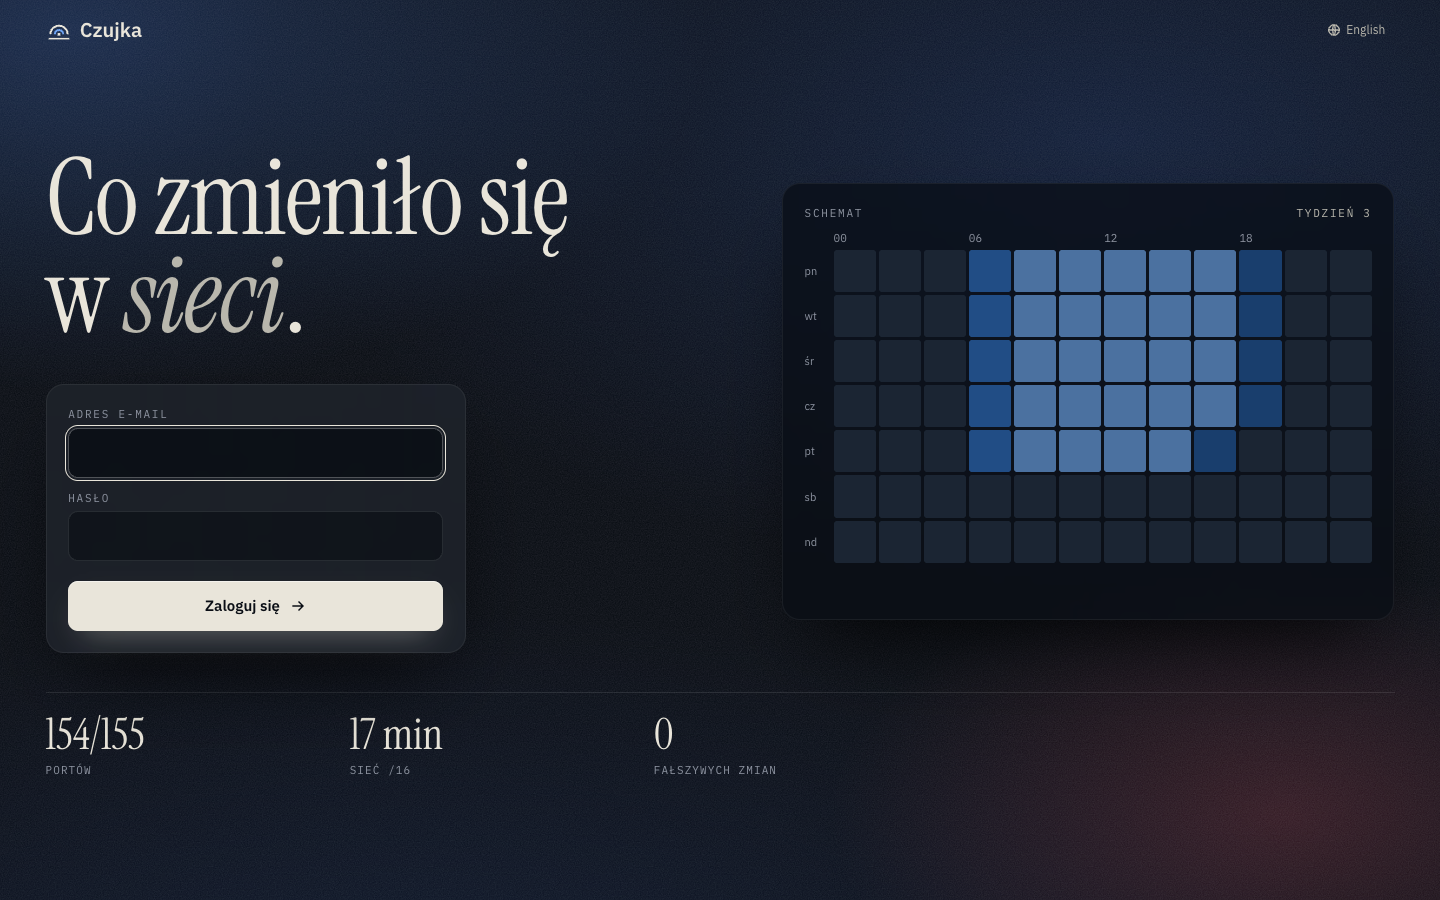 Czujka
English
Co zmieniło się
w sieci.
ADRES E-MAIL
HASŁO
Zaloguj się →
SCHEMAT
TYDZIEŃ 3
00 06 12 18
pn
wt
śr
cz
pt
sb
nd
154/155
PORTÓW
17 min
SIEĆ /16
0
FAŁSZYWYCH ZMIAN